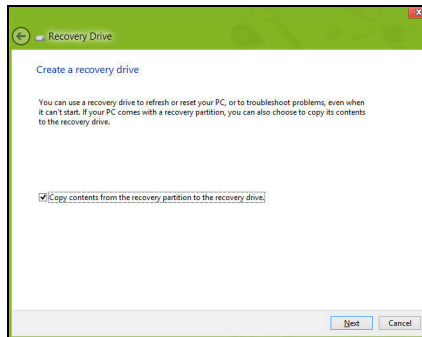 Recovery Drive
Create a recovery drive
You can use a recovery drive to refresh or reset your PC, or to troubleshoot problems, even when
it can't start. If your PC comes with a recovery partition, you can also choose to copy its contents
to the recovery drive.
Copy contents from the recovery partition to the recovery drive.
Next Cancel